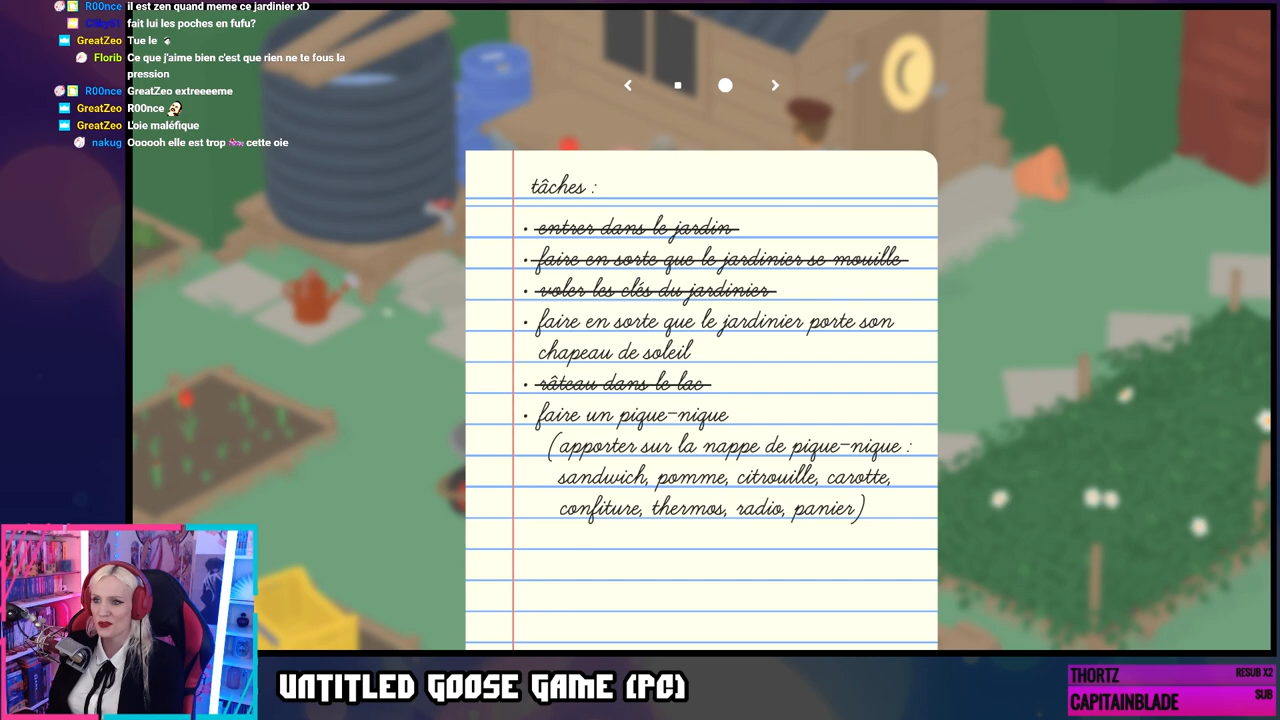 R00nce il est zen quand meme ce jardinier xD
fait lui les poches en fufu?
GreatZeo Tue le
Florib Ce que j'aime bien c'est que rien ne te fous la
pression
R00nce GreatZeo extreeeeme
GreatZeo R00nce
GreatZeo L'oie maléfique
nakug Oooooh elle est trop cette oie
tâches :
• entrer dans le jardin
• faire en sorte que le jardinier se mouille
• voler les clés du jardinier
• faire en sorte que le jardinier porte son
chapeau de soleil
• râteau dans le lac
• faire un pique-nique
(apporter sur la nappe de pique-nique :
sandwich, pomme, citrouille, carotte,
confiture, thermos, radio, panier)
UNTITLED GOOSE GAME (PC)
THORTZ RESUB X2
CAPITAINBLADE SUB